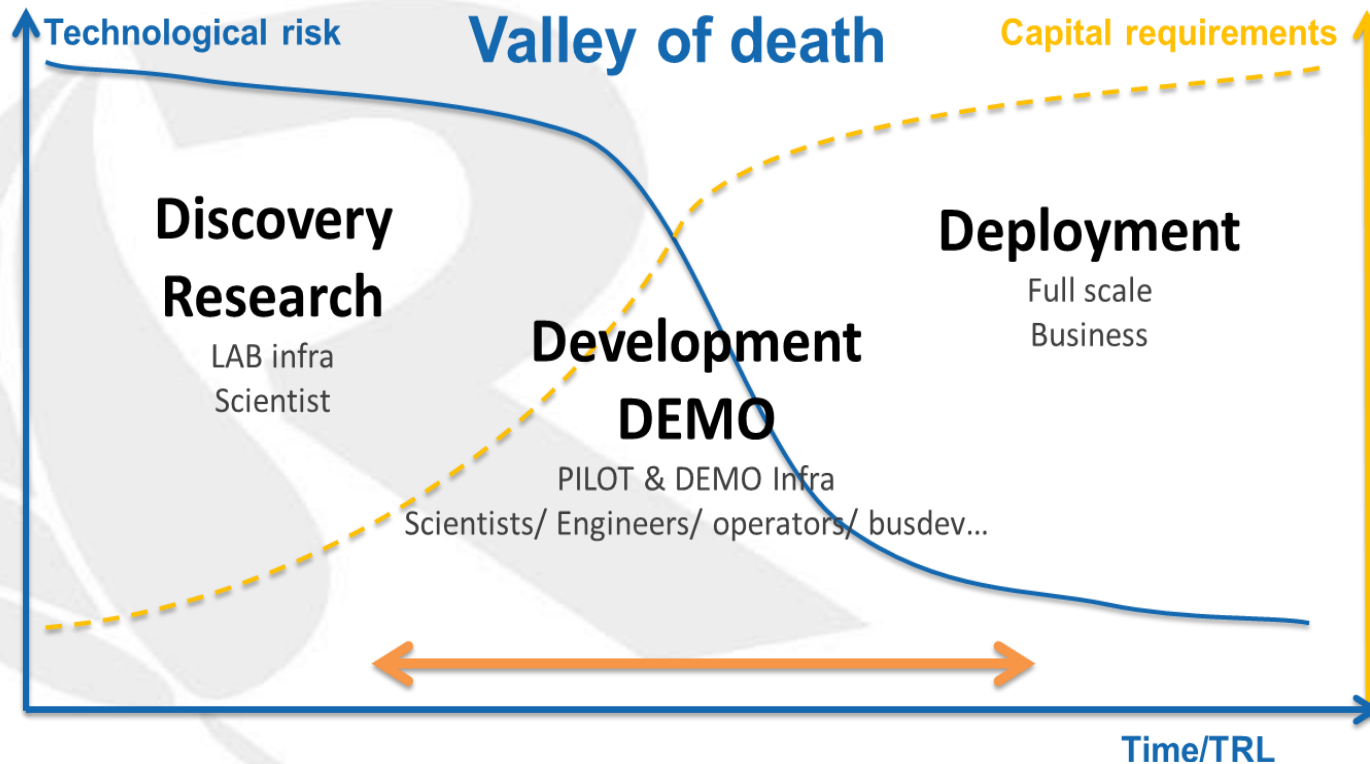 Technological risk
Valley of death
Capital requirements
Discovery
Research
LAB infra
Scientist
Development
DEMO
PILOT & DEMO Infra
Scientists/ Engineers/ operators/ busdev...
Deployment
Full scale
Business
Time/TRL